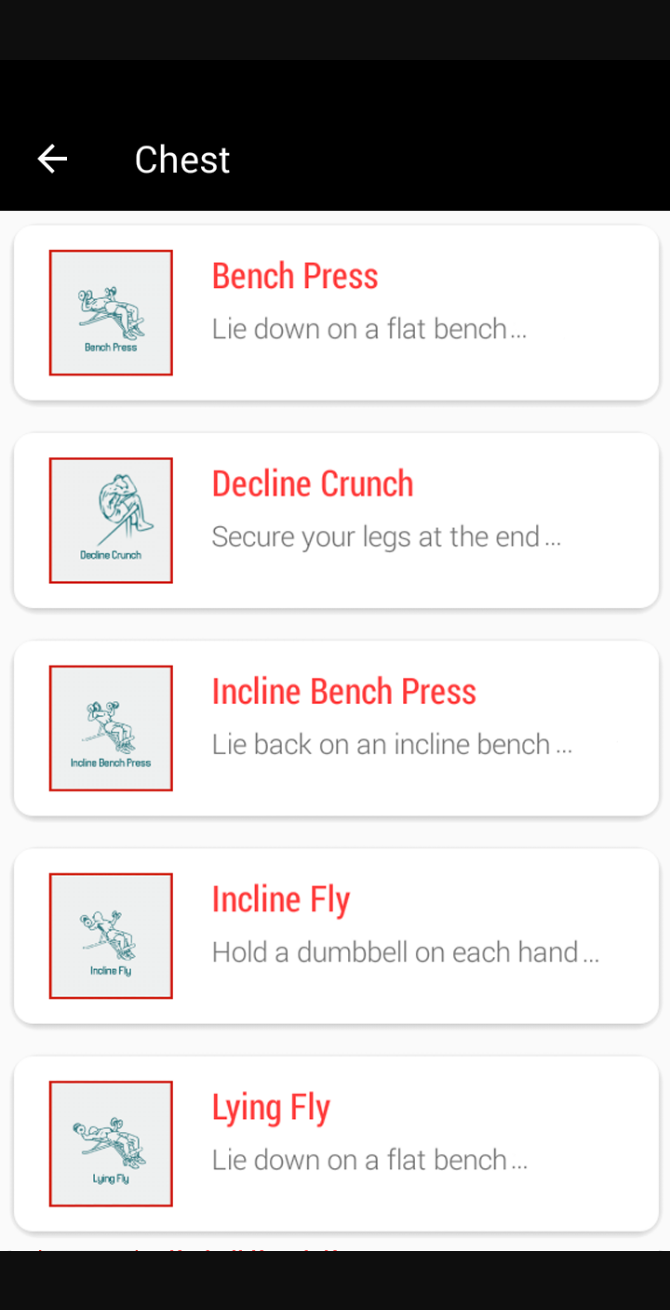 Chest
Bench Press
Lie down on a flat bench...
Bench Press
Decline Crunch
Secure your legs at the end...
Decline Crunch
Incline Bench Press
Lie back on an incline bench ...
Incline Bench Press
Incline Fly
Hold a dumbbell on each hand...
Incline Fly
Lying Fly
Lie down on a flat bench...
Lying Fly